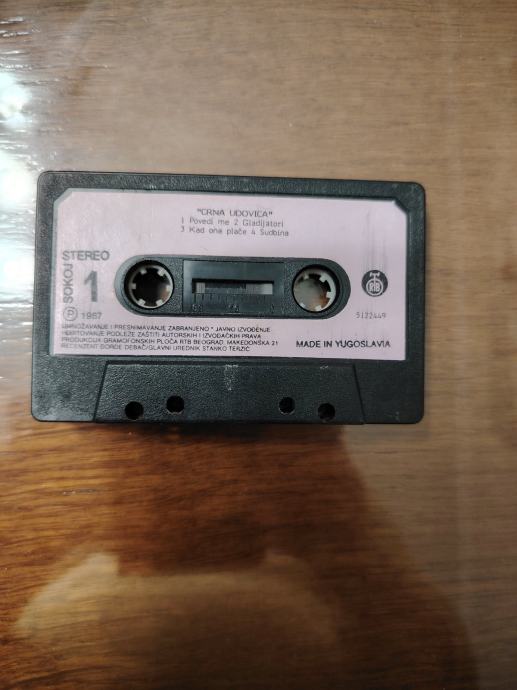 "CRNA UDOVICA"
1 Povedi me 2 Gladijatori
3 Kad ona plače 4 Sudbina
STEREO
1
SOKOJ
RTB
Ⓟ 1987
5122449
UMNOŽAVANJE I PRESNIMAVANJE ZABRANJENO * JAVNO IZVOĐENJE
I EMITOVANJE PODLEŽE ZAŠTITI AUTORSKIH I IZVOĐAČKIH PRAVA
PRODUKCIJA GRAMOFONSKIH PLOČA RTB BEOGRAD, MAKEDONSKA 21
RECENZENT ĐORĐE DEBAČ/GLAVNI UREDNIK STANKO TERZIĆ
MADE IN YUGOSLAVIA